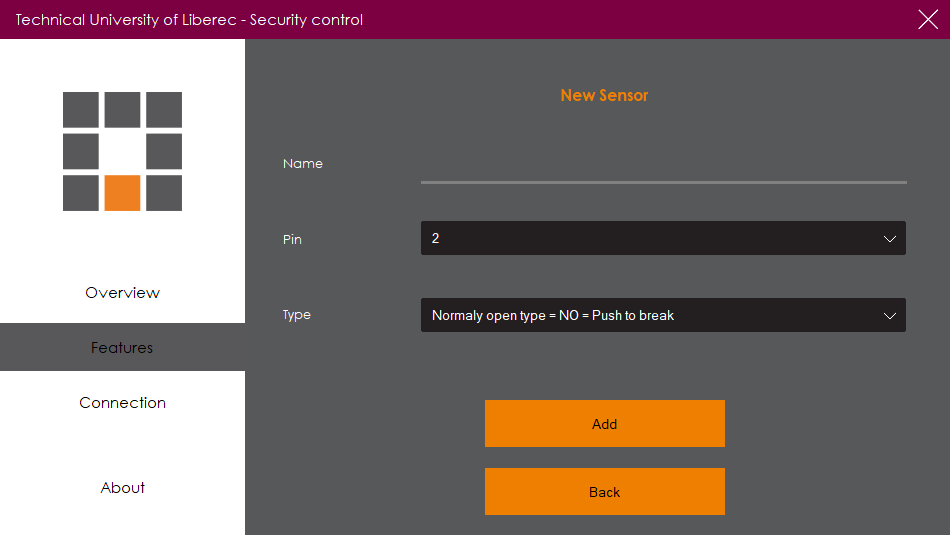 Technical University of Liberec - Security control
New Sensor
Name
Pin
2
Type
Normaly open type = NO = Push to break
Add
Back
Overview
Features
Connection
About